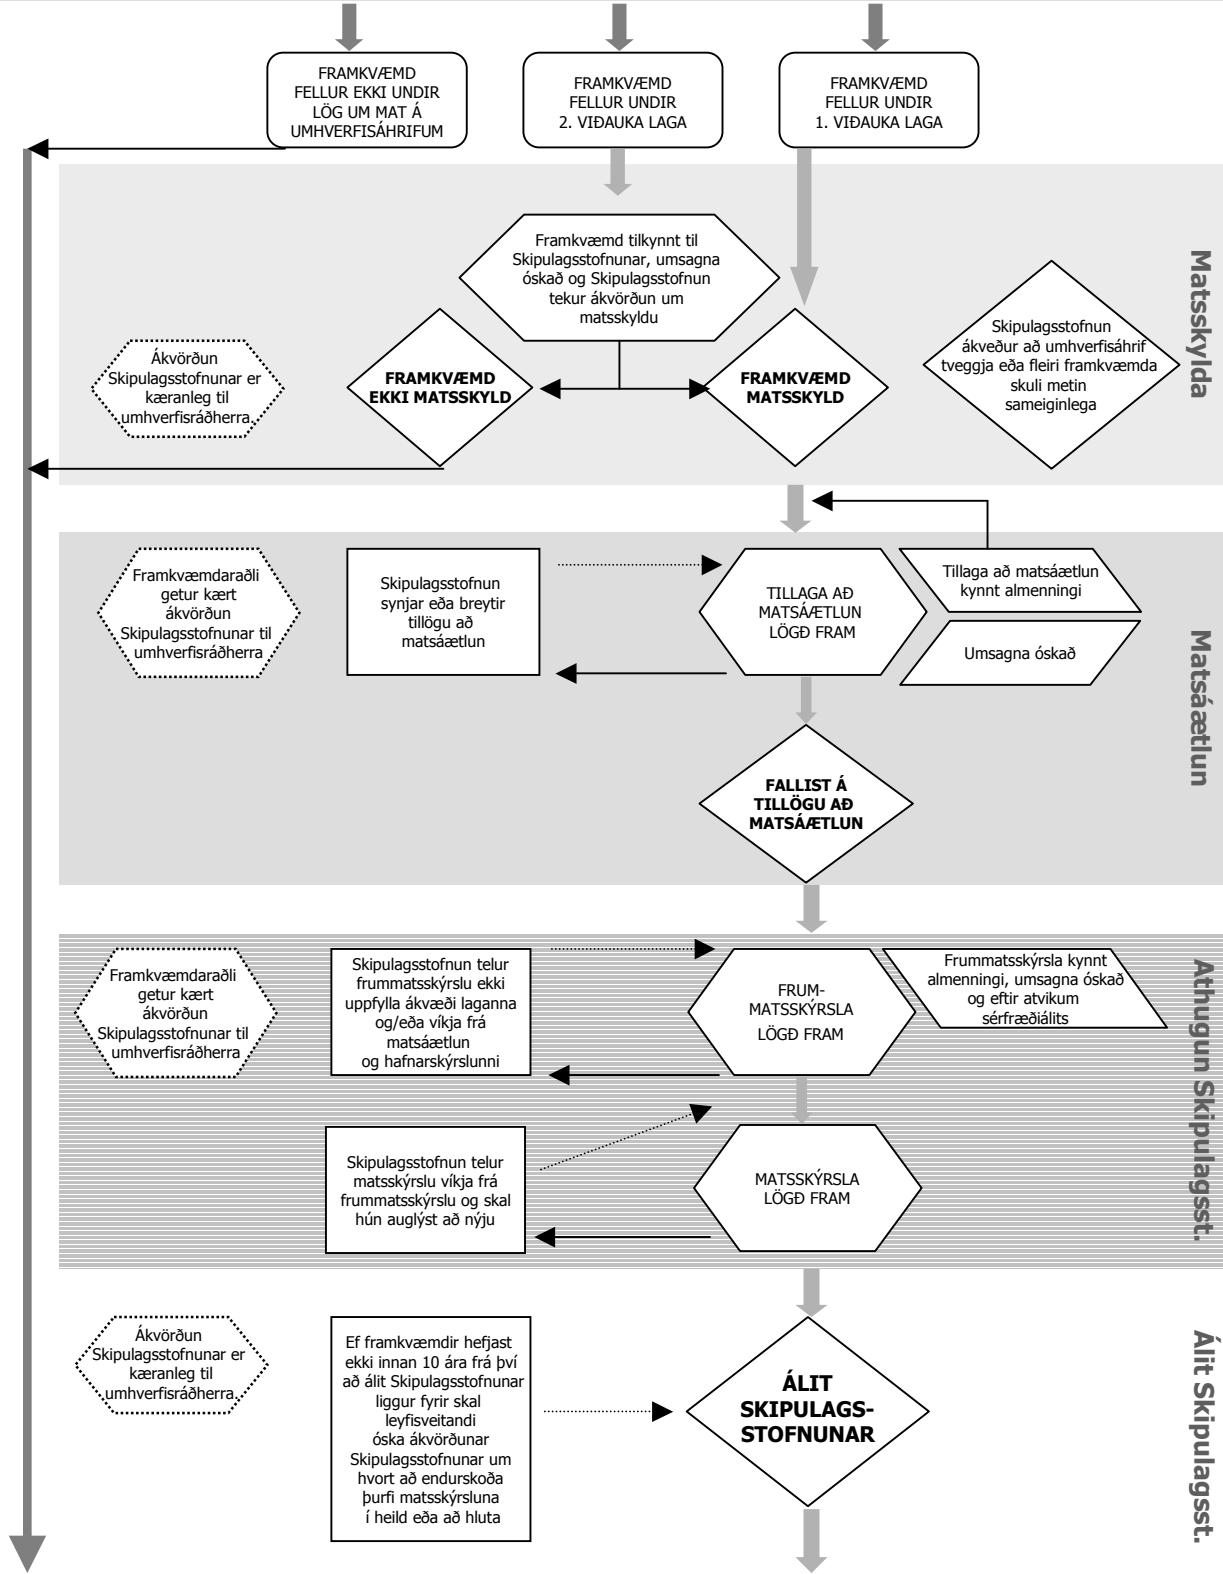 FRAMKVÆMD
FELLUR EKKI UNDIR
LÖG UM MAT Á
UMHVERFISÁHRIFUM
FRAMKVÆMD
FELLUR UNDIR
2. VIÐAUKA LAGA
FRAMKVÆMD
FELLUR UNDIR
1. VIÐAUKA LAGA
Matsskylda
Framkvæmd tilkynnt til
Skipulagsstofnunar, umsagna
óskað og Skipulagsstofnun
tekur ákvörðun um
matsskyldu
Ákvörðun
Skipulagsstofnunar er
kæranleg til
umhverfisráðherra.
FRAMKVÆMD
EKKI MATSSKYLD
FRAMKVÆMD
MATSSKYLD
Skipulagsstofnun
ákveður að umhverfisáhrif
tveggja eða fleiri framkvæmda
skuli metin
sameiginlega
Matsáætlun
Framkvæmdaraðli
getur kært
ákvörðun
Skipulagsstofnunar til
umhverfisráðherra
Skipulagsstofnun
synjar eða breytir
tillögu að
matsáætlun
TILLAGA AÐ
MATSÁÆTLUN
LÖGÐ FRAM
Tillaga að matsáætlun
kynnt almenningi
Umsagna óskað
FALLIST Á
TILLÖGU AÐ
MATSÁÆTLUN
Athugun Skipulagsst.
Framkvæmdaraðli
getur kært
ákvörðun
Skipulagsstofnunar til
umhverfisráðherra
Skipulagsstofnun telur
frummatsskýrslu ekki
uppfylla ákvæði laganna
og/eða víkja frá
matsáætlun
og hafnarskýrslunni
FRUM-
MATSSKÝRSLA
LÖGÐ FRAM
Frummatsskýrsla kynnt
almenningi, umsagna óskað
og eftir atvikum
sérfræðiálits
Skipulagsstofnun telur
matsskýrslu víkja frá
frummatsskýrslu og skal
hún auglýst að nýju
MATSSKÝRSLA
LÖGÐ FRAM
Álit Skipulagsst.
Ákvörðun
Skipulagsstofnunar er
kæranleg til
umhverfisráðherra.
Ef framkvæmdir hefjast
ekki innan 10 ára frá því
að álit Skipulagsstofnunar
liggur fyrir skal
leyfisveitandi
óska ákvörðunar
Skipulagsstofnunar um
hvort að endurskoða
þurfi matsskýrsluna
í heild eða að hluta
ÁLIT
SKIPULAGS-
STOFNUNAR